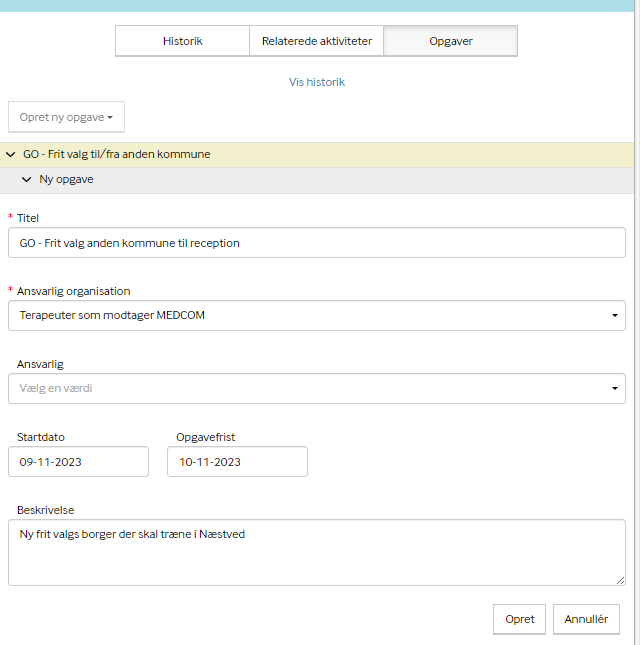 Historik
Relaterede aktiviteter
Opgaver
Vis historik
Opret ny opgave
GO - Frit valg til/fra anden kommune
Ny opgave
* Titel
GO - Frit valg anden kommune til reception
* Ansvarlig organisation
Terapeuter som modtager MEDCOM
Ansvarlig
Vælg en værdi
Startdato
Opgavefrist
09-11-2023
10-11-2023
Beskrivelse
Ny frit valgs borger der skal træne i Næstved
Opret
Annullér